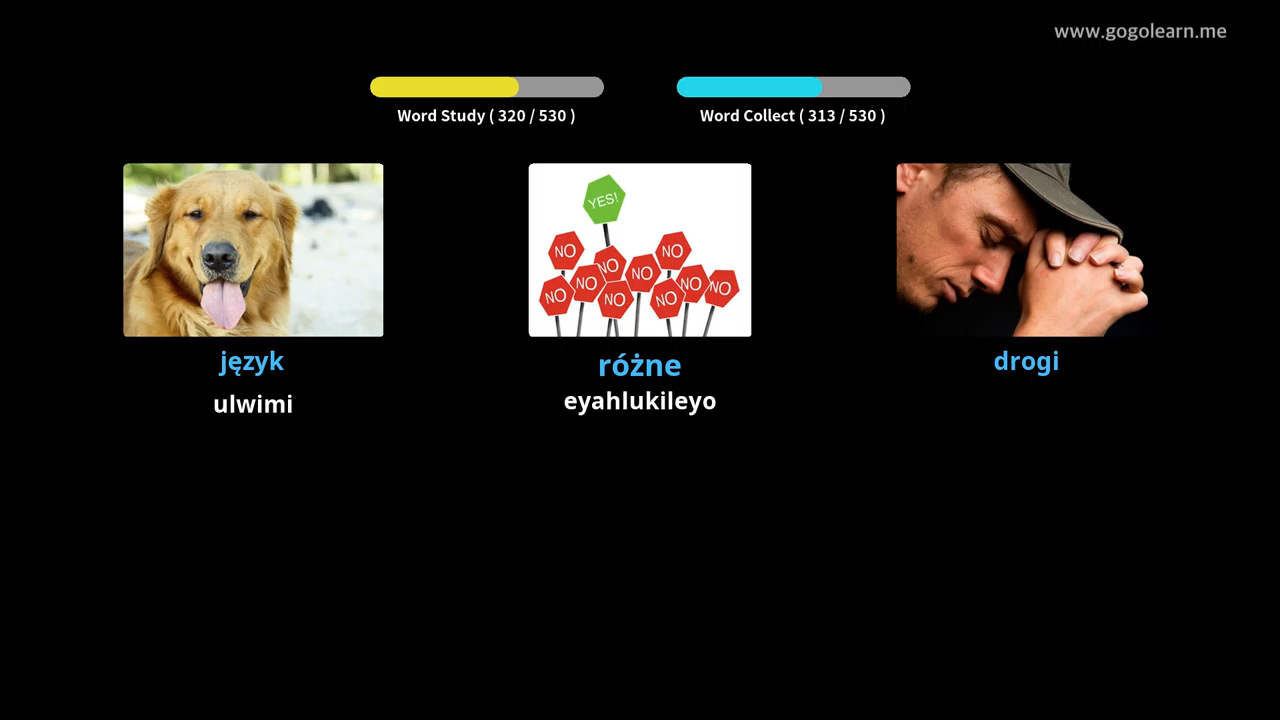 www.gogolearn.me
Word Study ( 320 / 530 )
Word Collect ( 313 / 530 )
YES!
NO
NO
NO
NO
NO
NO
NO
NO
NO
NO
język
różne
drogi
ulwimi
eyahlukileyo